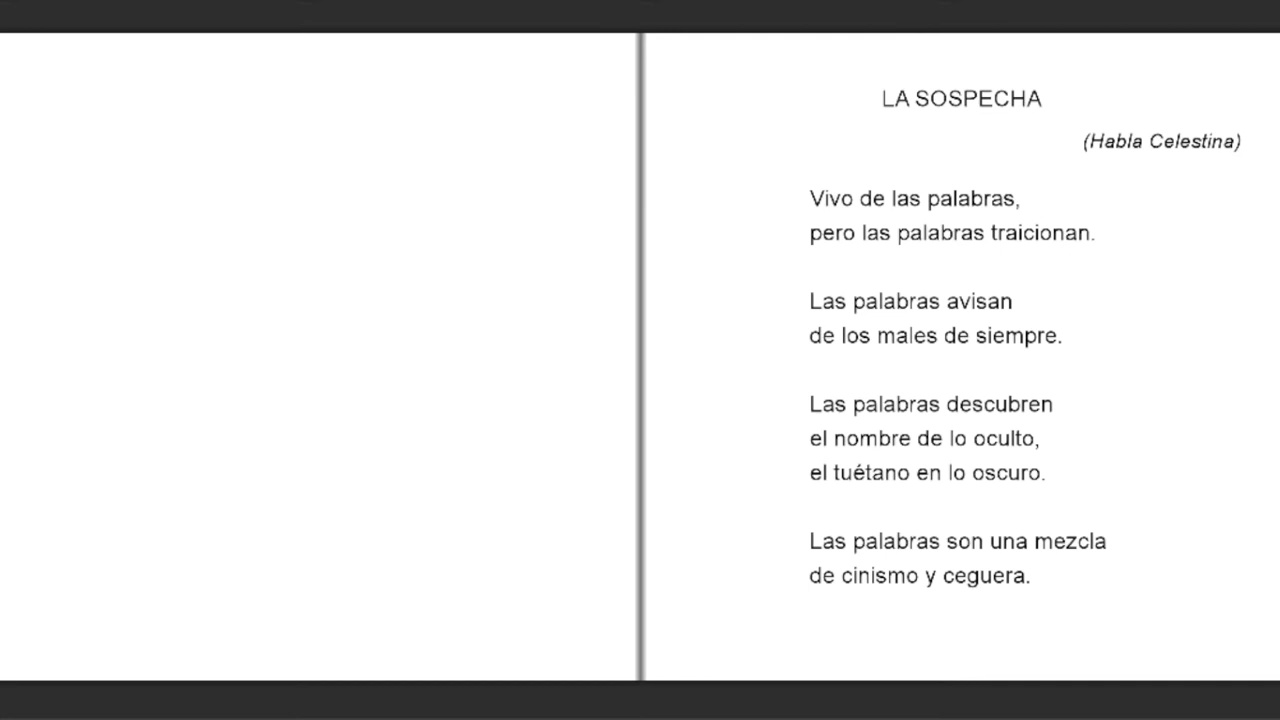 LA SOSPECHA
(Habla Celestina)
Vivo de las palabras,
pero las palabras traicionan.
Las palabras avisan
de los males de siempre.
Las palabras descubren
el nombre de lo oculto,
el tuétano en lo oscuro.
Las palabras son una mezcla
de cinismo y ceguera.